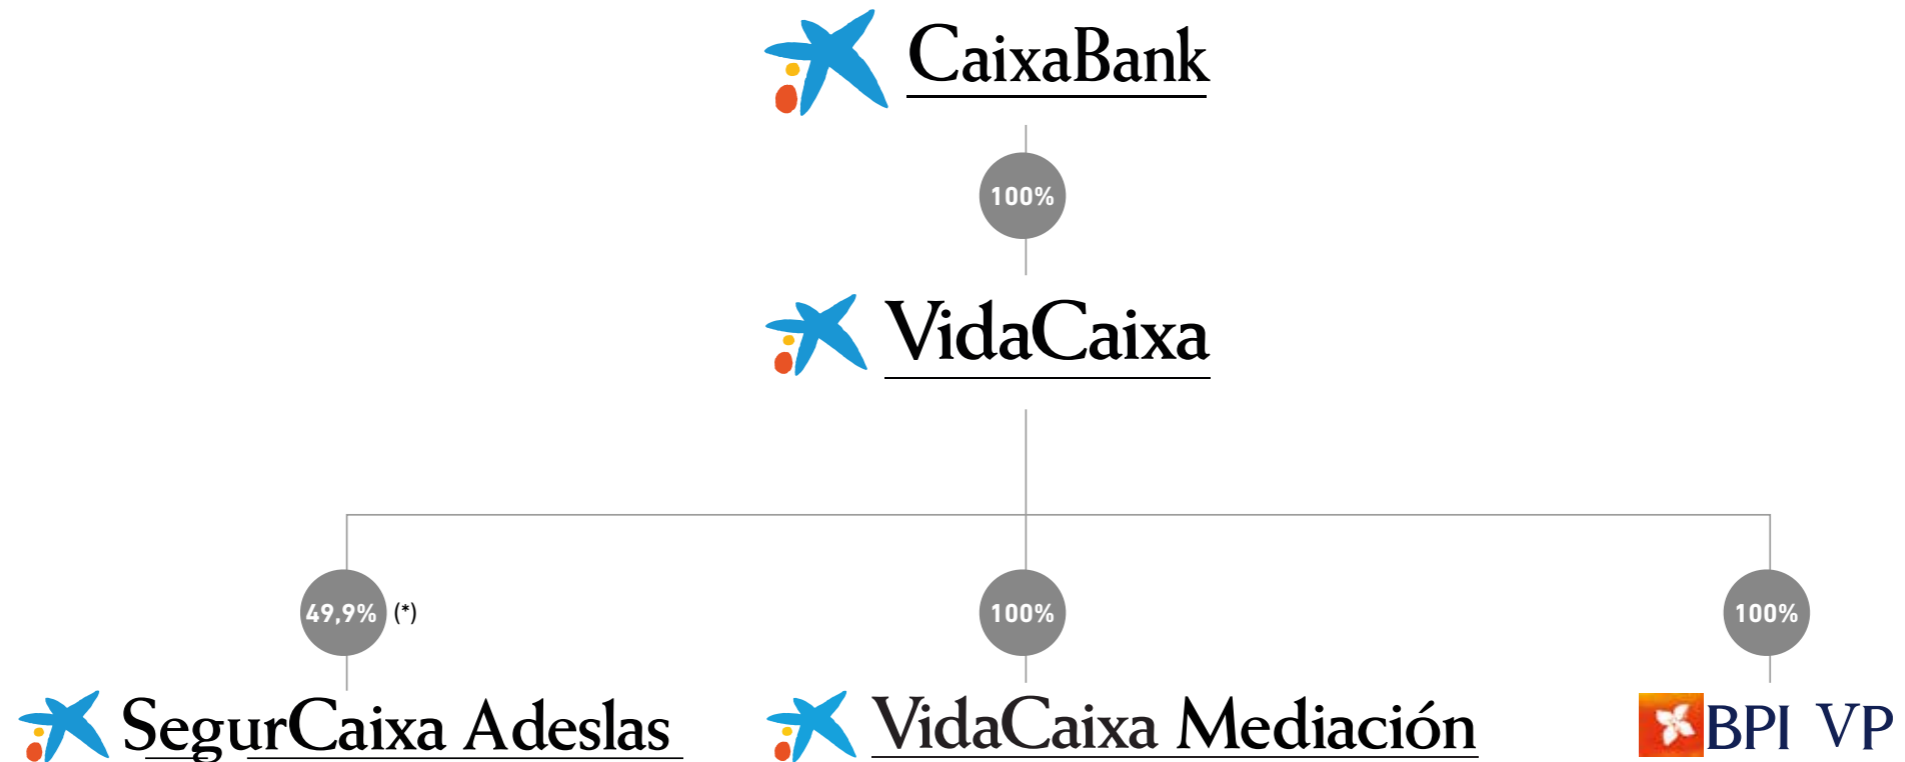 CaixaBank
100%
VidaCaixa
49,9% (*)
100%
100%
SegurCaixa Adeslas
VidaCaixa Mediación
BPI VP